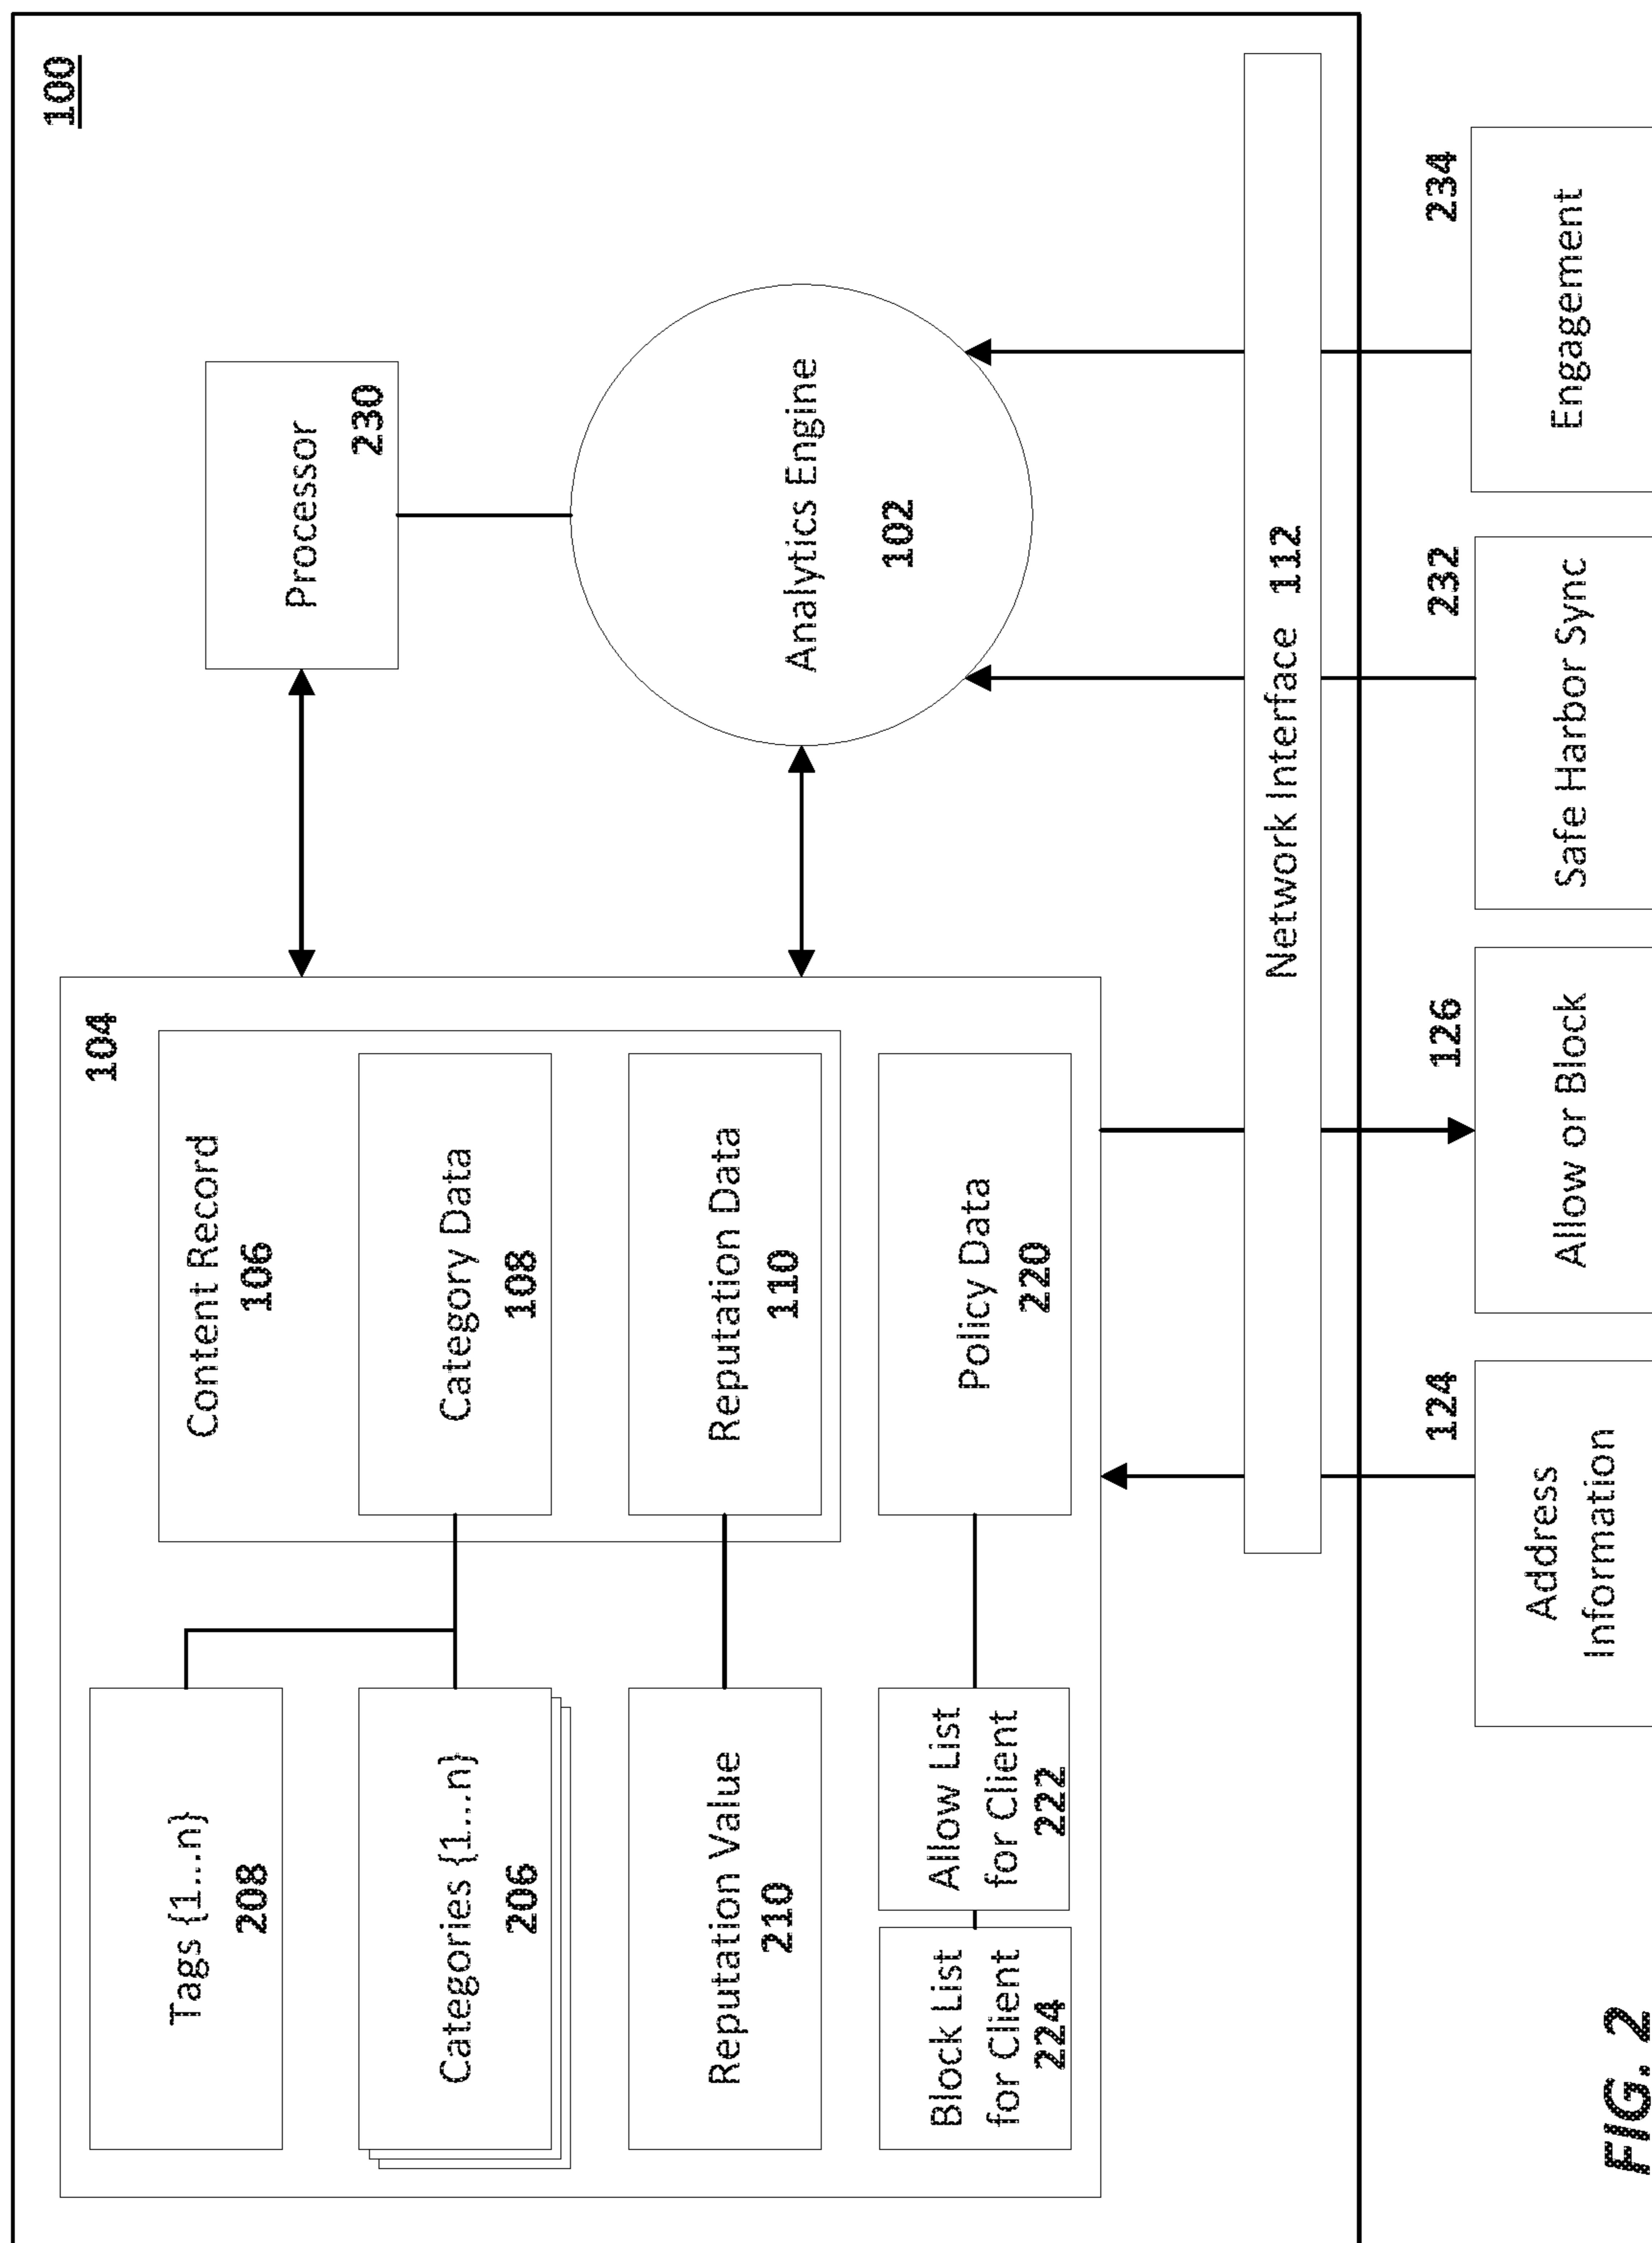 100
104
Tags {1...n}
208
Content Record
106
Processor
230
Categories {1...n}
206
Category Data
108
Reputation Value
210
Reputation Data
110
Analytics Engine
102
Block List
for Client
224
Allow List
for Client
222
Policy Data
220
Network Interface 112
124
126
232
234
Address
Information
Allow or Block
Safe Harbor Sync
Engagement
FIG. 2